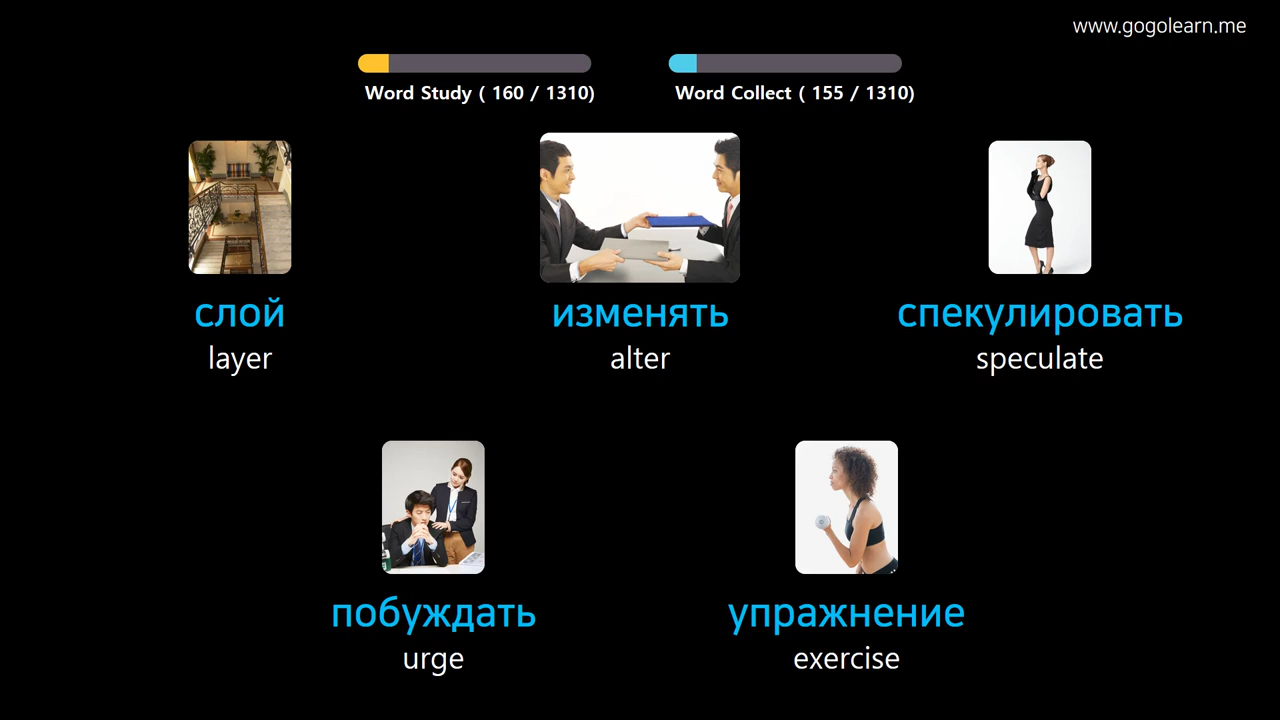 www.gogolearn.me
Word Study ( 160 / 1310)
Word Collect ( 155 / 1310)
слой
layer
изменять
alter
спекулировать
speculate
побуждать
urge
упражнение
exercise